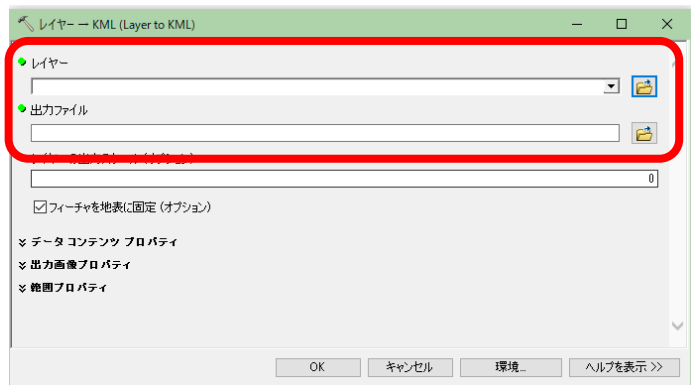 レイヤー → KML (Layer to KML)
レイヤー
出力ファイル
0
フィーチャを地表に固定 (オプション)
データ コンテンツ プロパティ
出力画像プロパティ
範囲プロパティ
OK
キャンセル
環境...
ヘルプを表示 >>